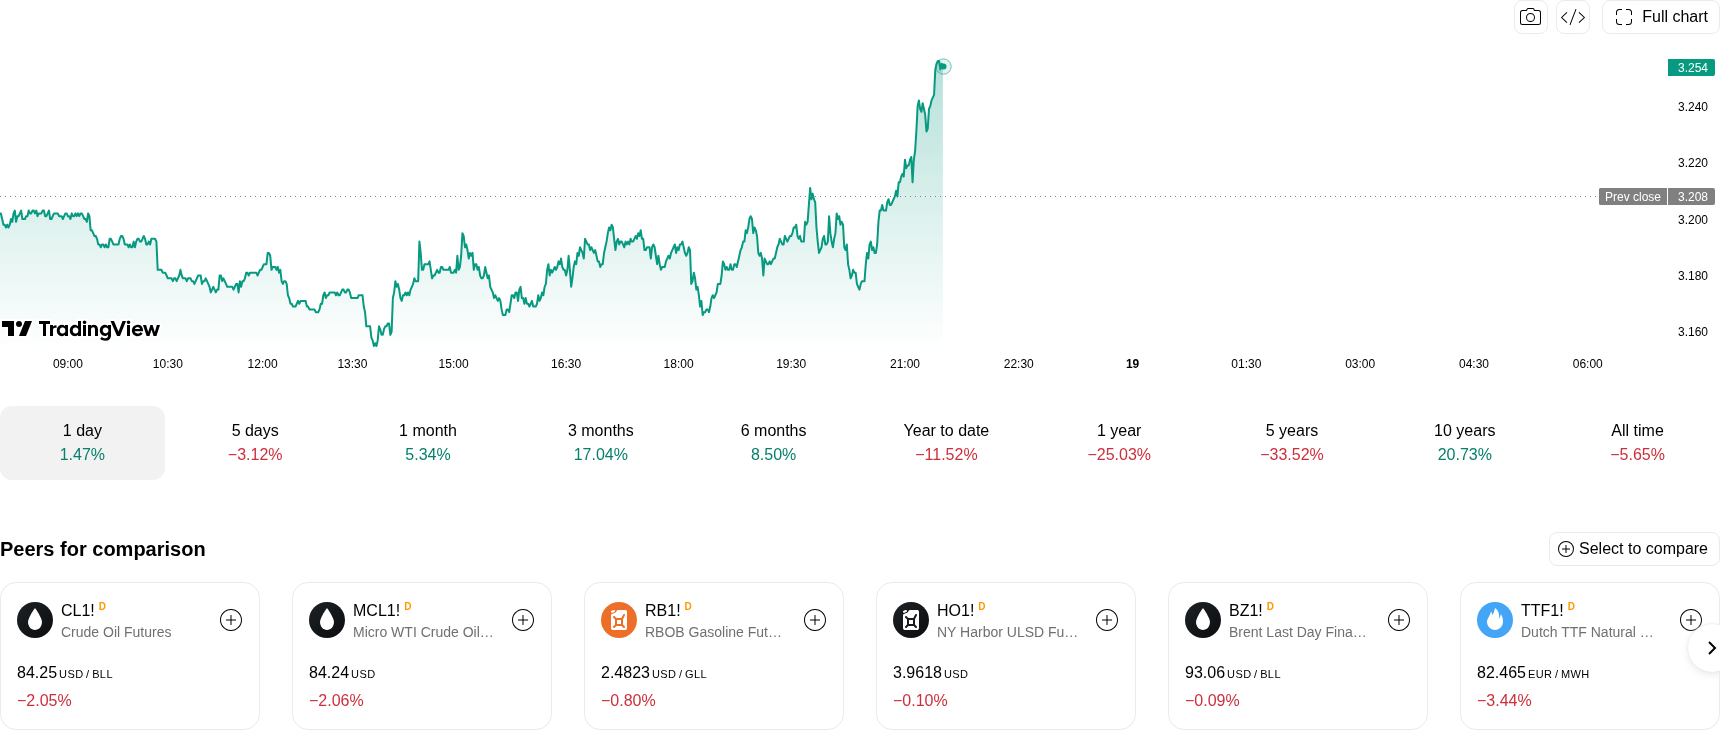 Full chart
3.254
3.240
3.220
Prev close 3.208
3.200
3.180
3.160
TradingView
09:00 10:30 12:00 13:30 15:00 16:30 18:00 19:30 21:00 22:30 19 01:30 03:00 04:30 06:00
1 day 5 days 1 month 3 months 6 months Year to date 1 year 5 years 10 years All time
1.47% −3.12% 5.34% 17.04% 8.50% −11.52% −25.03% −33.52% 20.73% −5.65%
Peers for comparison
Select to compare
CL1! D
Crude Oil Futures
84.25 USD / BLL
−2.05%
MCL1! D
Micro WTI Crude Oil…
84.24 USD
−2.06%
RB1! D
RBOB Gasoline Fut…
2.4823 USD / GLL
−0.80%
HO1! D
NY Harbor ULSD Fu…
3.9618 USD
−0.10%
BZ1! D
Brent Last Day Fina…
93.06 USD / BLL
−0.09%
TTF1! D
Dutch TTF Natural …
82.465 EUR / MWH
−3.44%